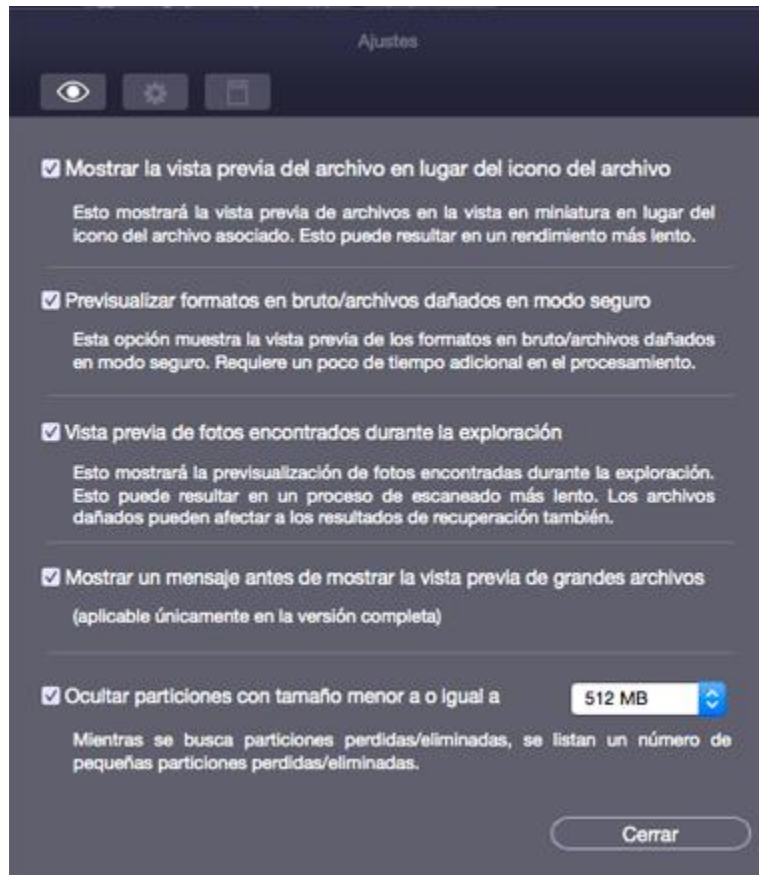 Ajustes
Mostrar la vista previa del archivo en lugar del icono del archivo
Esto mostrará la vista previa de archivos en la vista en miniatura en lugar del
icono del archivo asociado. Esto puede resultar en un rendimiento más lento.
Previsualizar formatos en bruto/archivos dañados en modo seguro
Esta opción muestra la vista previa de los formatos en bruto/archivos dañados
en modo seguro. Requiere un poco de tiempo adicional en el procesamiento.
Vista previa de fotos encontrados durante la exploración
Esto mostrará la previsualización de fotos encontradas durante la exploración.
Esto puede resultar en un proceso de escaneado más lento. Los archivos
dañados pueden afectar a los resultados de recuperación también.
Mostrar un mensaje antes de mostrar la vista previa de grandes archivos
(aplicable únicamente en la versión completa)
Ocultar particiones con tamaño menor a o igual a 512 MB
Mientras se busca particiones perdidas/eliminadas, se listan un número de
pequeñas particiones perdidas/eliminadas.
Cerrar